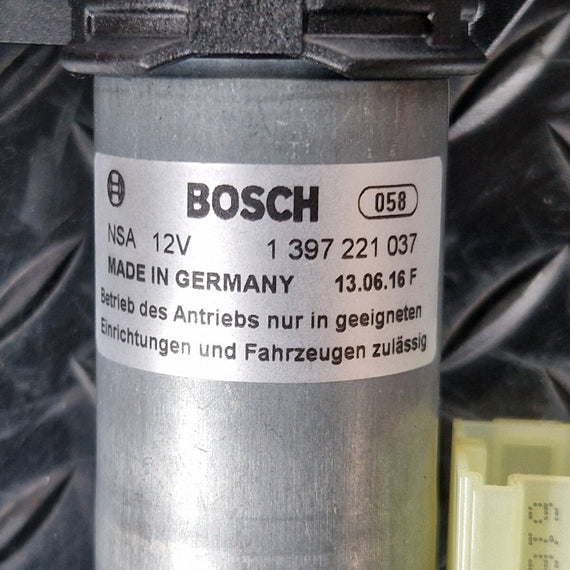 BOSCH 058
NSA 12V 1 397 221 037
MADE IN GERMANY 13.06.16 F
Betrieb des Antriebs nur in geeigneten
Einrichtungen und Fahrzeugen zulässig